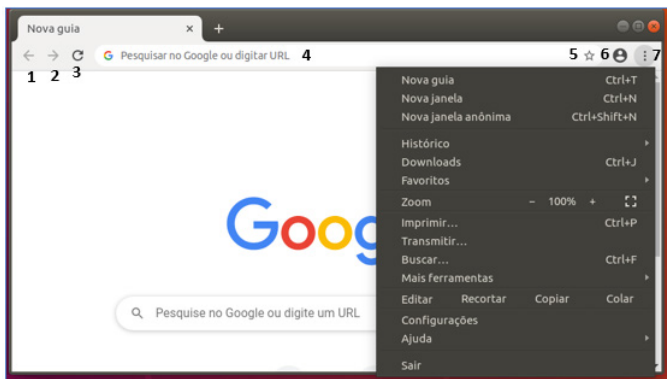 Nova guia
Pesquisar no Google ou digitar URL 4 5 6 7
1 2 3
Nova guia Ctrl+T
Nova janela Ctrl+N
Nova janela anônima Ctrl+Shift+N
Histórico
Downloads Ctrl+J
Favoritos
Zoom − 100% +
Imprimir... Ctrl+P
Transmitir...
Buscar... Ctrl+F
Mais ferramentas
Editar Recortar Copiar Colar
Configurações
Ajuda
Sair
Goog
Pesquise no Google ou digite um URL